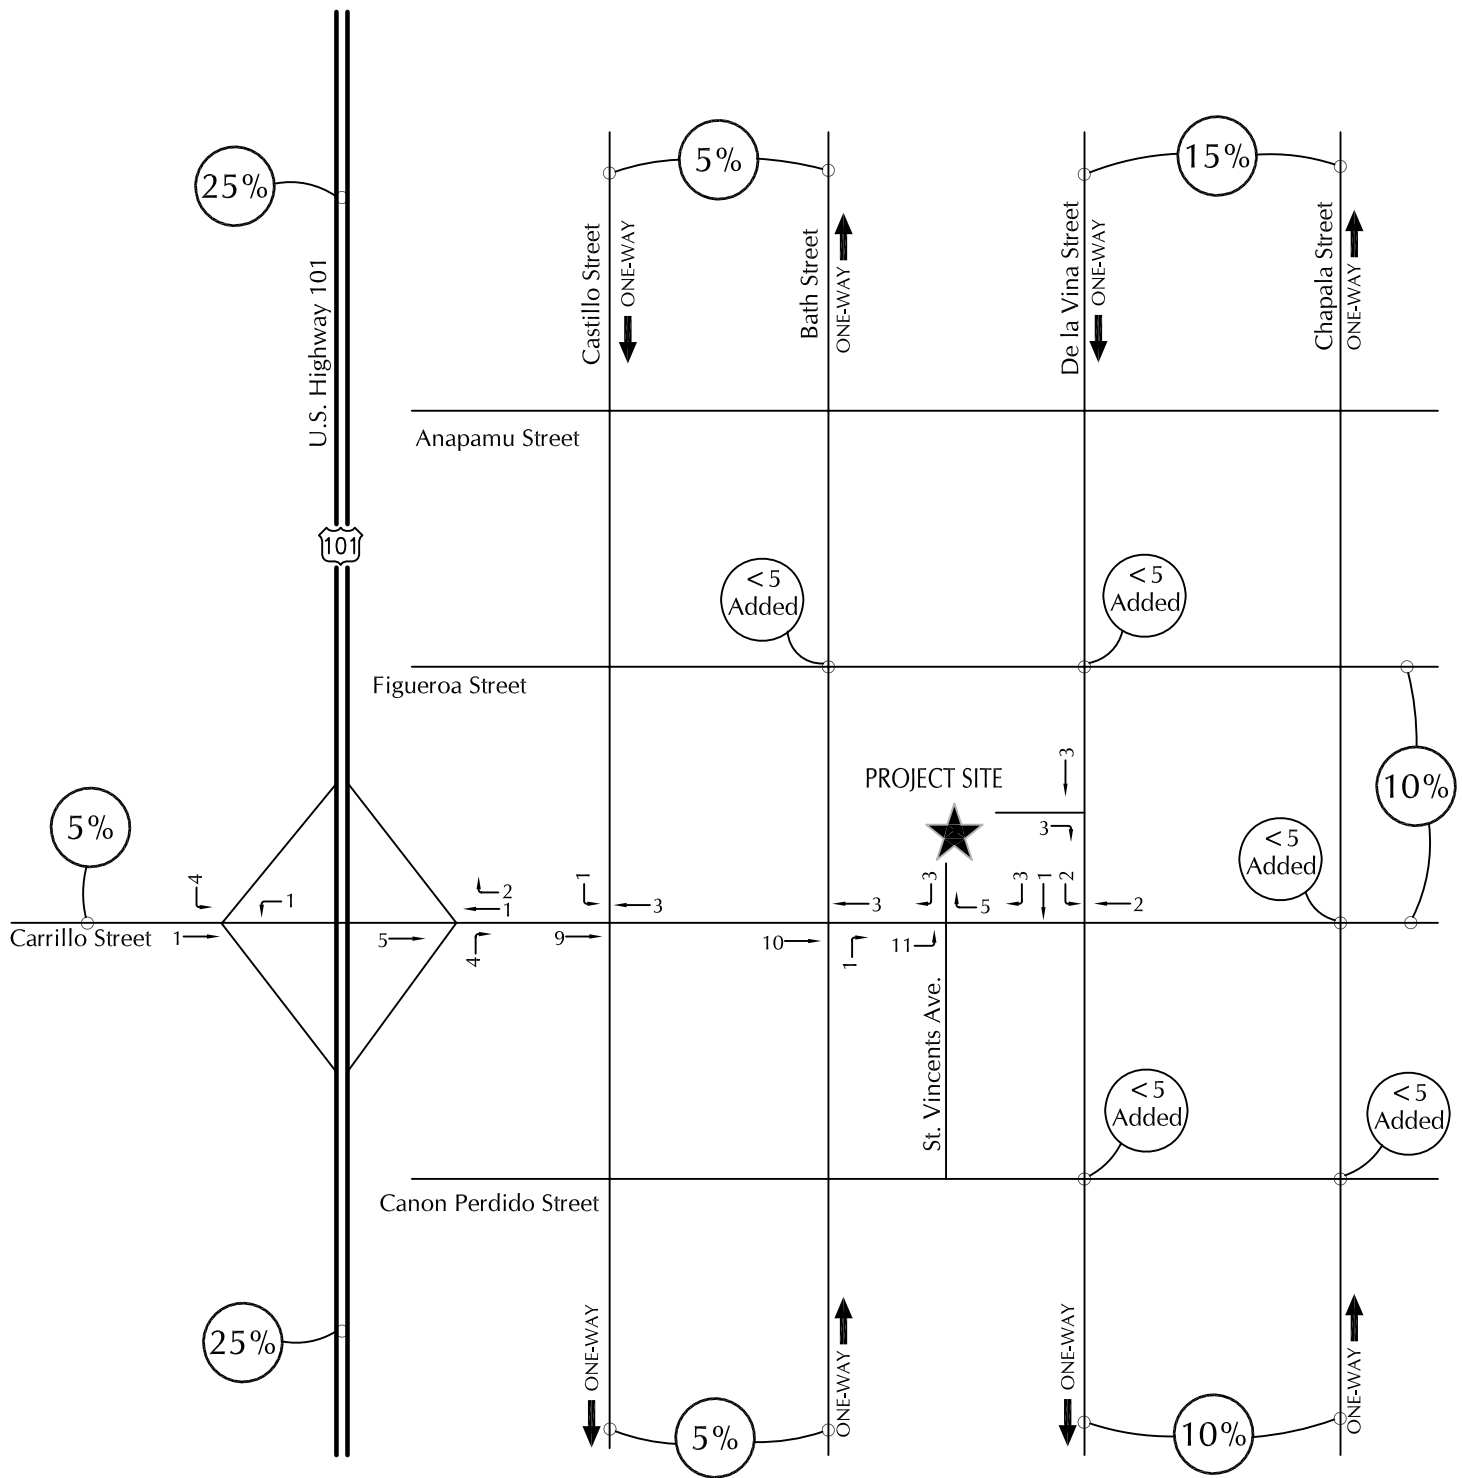 5%
15%
25%
U.S. Highway 101
Castillo Street
ONE-WAY
Bath Street
ONE-WAY
De la Vina Street
ONE-WAY
Chapala Street
ONE-WAY
Anapamu Street
101
<5
Added
<5
Added
Figueroa Street
PROJECT SITE
3
3
10%
5%
<5
Added
4
1
2
1
1
3
3
3
5
3
1
2
2
Carrillo Street
1
5
4
9
10
1
11
St. Vincents Ave.
<5
Added
<5
Added
Canon Perdido Street
25%
ONE-WAY
ONE-WAY
ONE-WAY
ONE-WAY
5%
10%